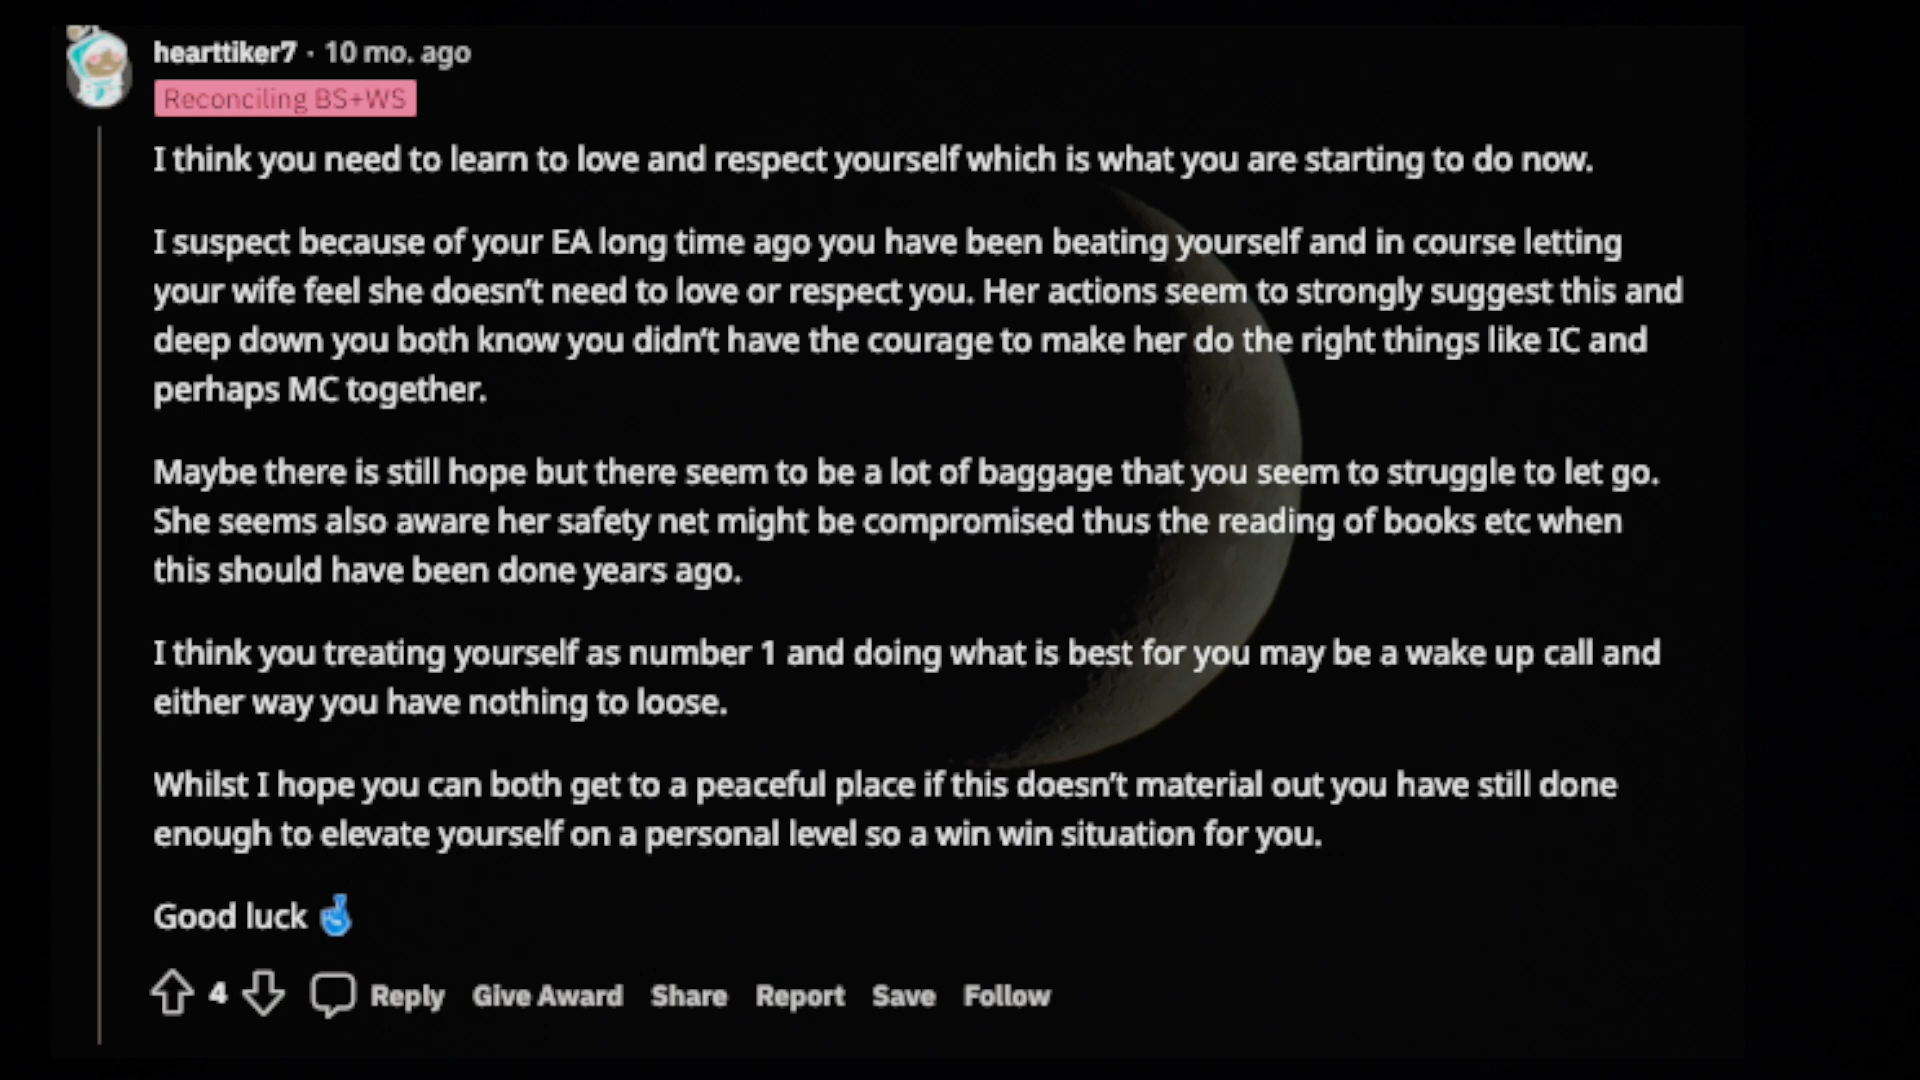 hearttiker7 · 10 mo. ago
Reconciling BS+WS
I think you need to learn to love and respect yourself which is what you are starting to do now.
I suspect because of your EA long time ago you have been beating yourself and in course letting
your wife feel she doesn't need to love or respect you. Her actions seem to strongly suggest this and
deep down you both know you didn't have the courage to make her do the right things like IC and
perhaps MC together.
Maybe there is still hope but there seem to be a lot of baggage that you seem to struggle to let go.
She seems also aware her safety net might be compromised thus the reading of books etc when
this should have been done years ago.
I think you treating yourself as number 1 and doing what is best for you may be a wake up call and
either way you have nothing to loose.
Whilst I hope you can both get to a peaceful place if this doesn't material out you have still done
enough to elevate yourself on a personal level so a win win situation for you.
Good luck 🤞
4 Reply Give Award Share Report Save Follow